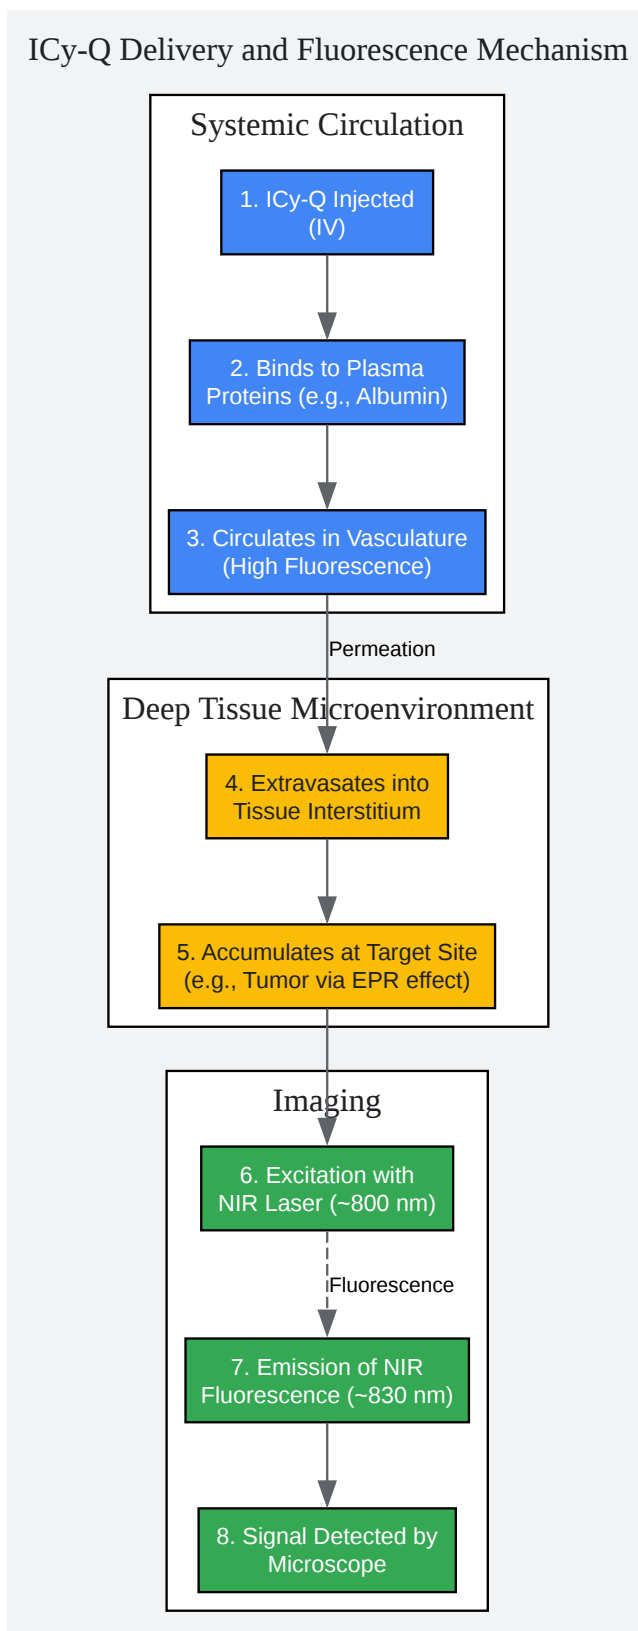 ICy-Q Delivery and Fluorescence Mechanism
Systemic Circulation
1. ICy-Q Injected
(IV)
2. Binds to Plasma
Proteins (e.g., Albumin)
3. Circulates in Vasculature
(High Fluorescence)
Permeation
Deep Tissue Microenvironment
4. Extravasates into
Tissue Interstitium
5. Accumulates at Target Site
(e.g., Tumor via EPR effect)
Imaging
6. Excitation with
NIR Laser (~800 nm)
Fluorescence
7. Emission of NIR
Fluorescence (~830 nm)
8. Signal Detected by
Microscope